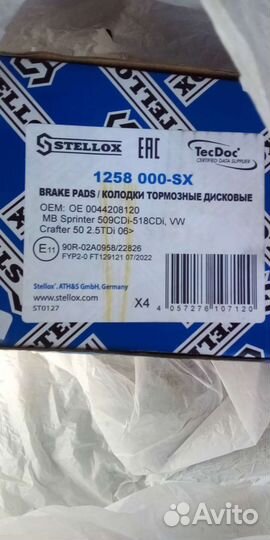 STELLOX
EAC
TecDoc
CERTIFIED DATA SUPPLIER
1258 000-SX
BRAKE PADS / КОЛОДКИ ТОРМОЗНЫЕ ДИСКОВЫЕ
OEM: OE 0044208120
MB Sprinter 509CDi-518CDi, VW
Crafter 50 2.5TDi 06>
E11
90R-02A0958/22826
FYP2-0 FT129121 07/2022
Stellox, ATH&S GmbH, Germany
www.stellox.com
ST0127
X4
4 057276 107120
Avito